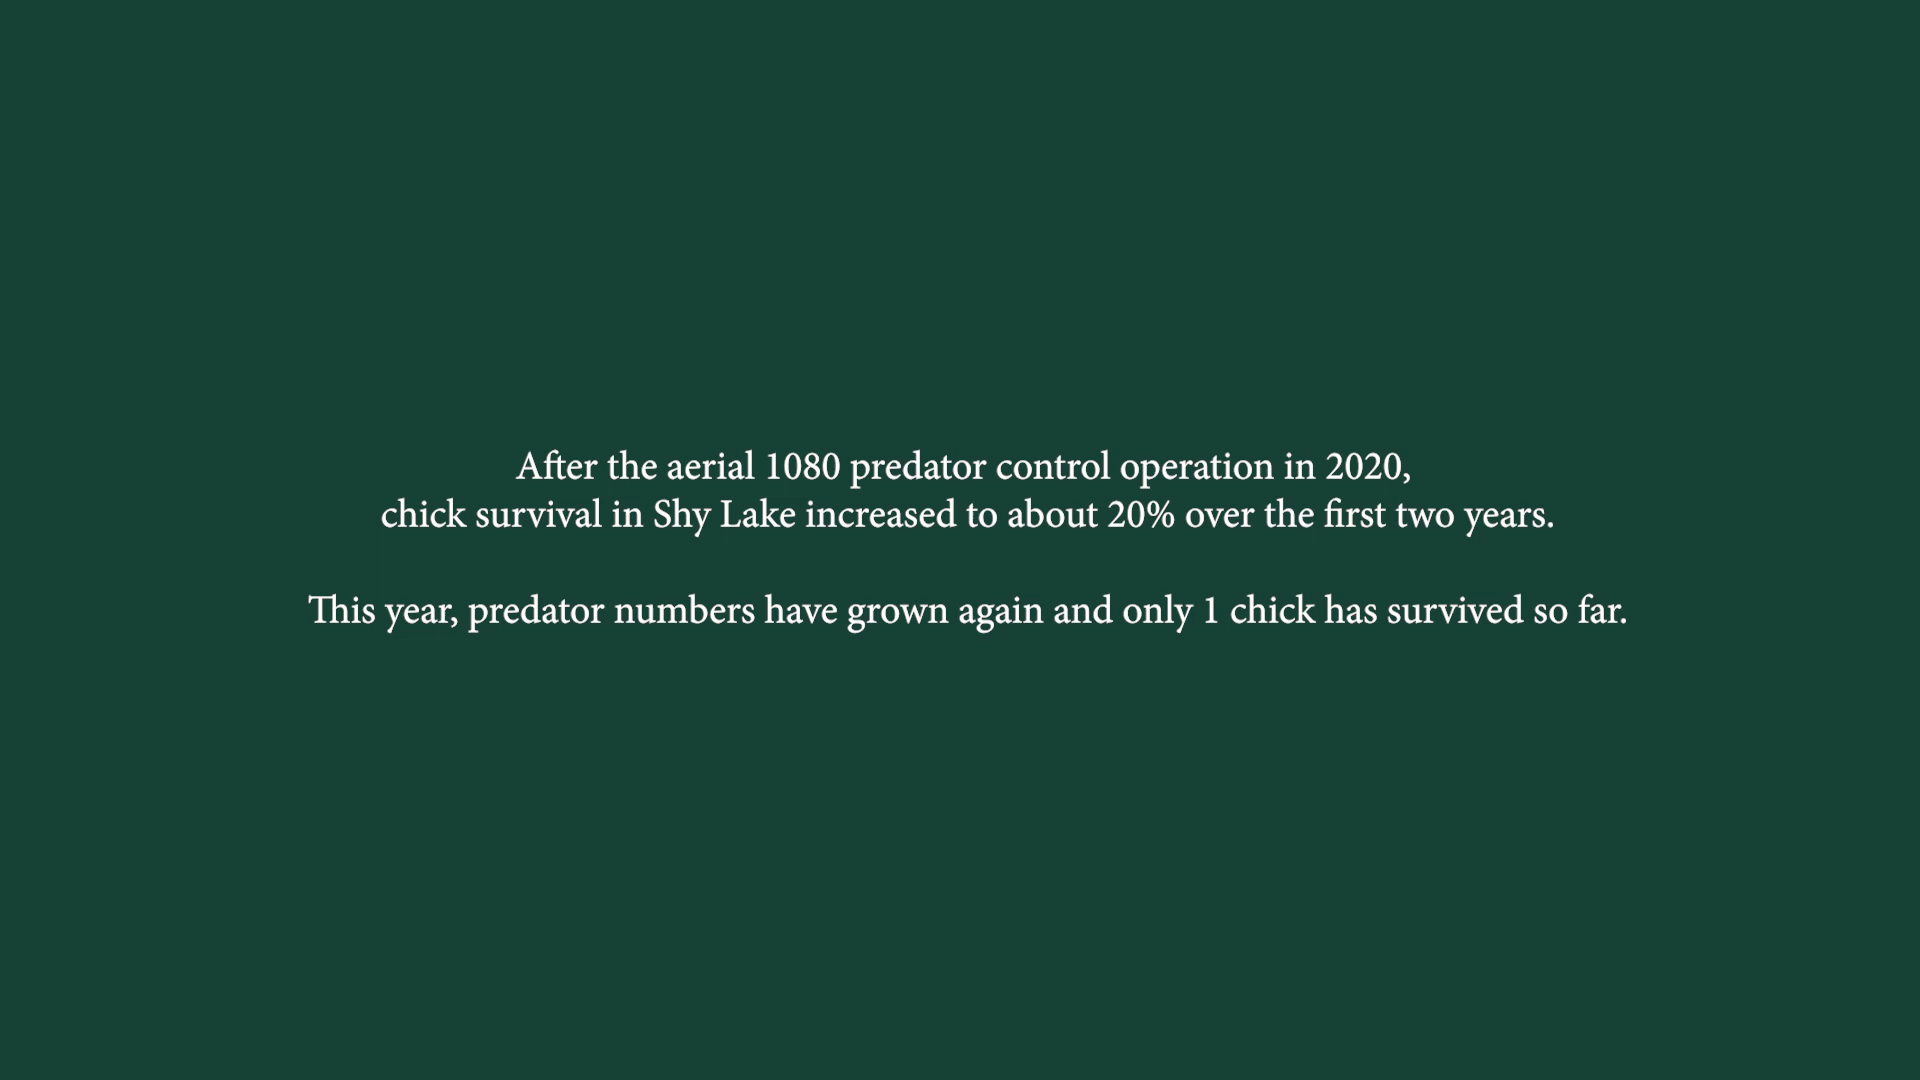 After the aerial 1080 predator control operation in 2020,
chick survival in Shy Lake increased to about 20% over the first two years.
This year, predator numbers have grown again and only 1 chick has survived so far.